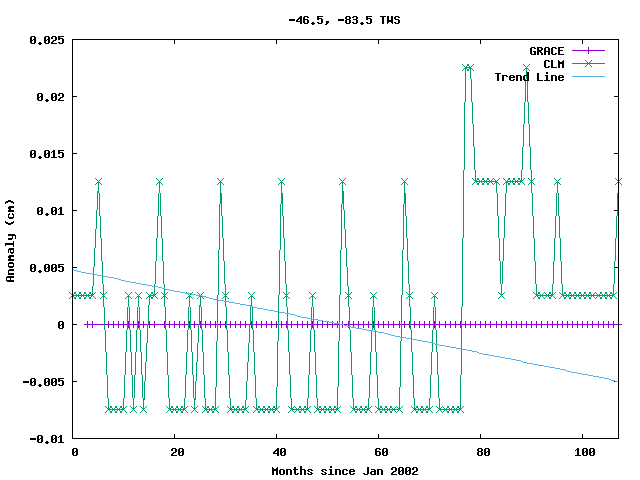 -46.5, -83.5 TWS
GRACE
CLM
Trend Line
0.025
0.02
0.015
0.01
0.005
0
-0.005
-0.01
Anomaly (cm)
0 20 40 60 80 100
Months since Jan 2002